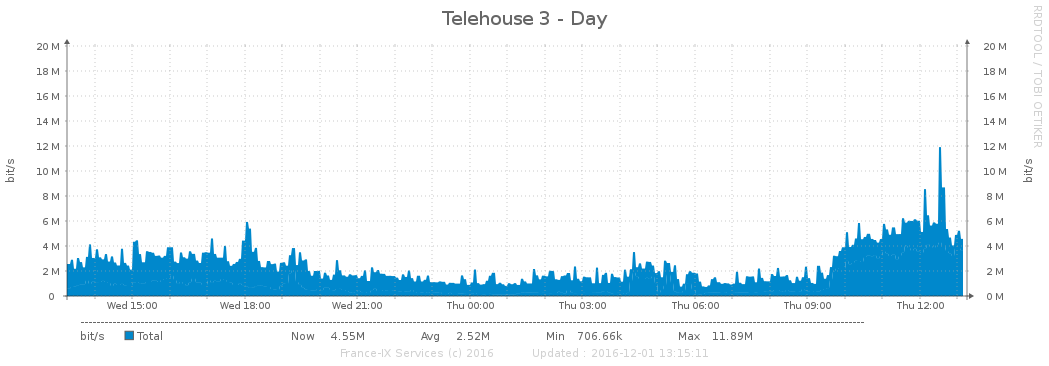 Telehouse 3 - Day
RRDTOOL / TOBI OETIKER
20 M 20 M
18 M 18 M
16 M 16 M
14 M 14 M
12 M 12 M
10 M 10 M
8 M 8 M
6 M 6 M
4 M 4 M
2 M 2 M
0 0 M
bit/s bit/s
Wed 15:00 Wed 18:00 Wed 21:00 Thu 00:00 Thu 03:00 Thu 06:00 Thu 09:00 Thu 12:00
bit/s Total Now 4.55M Avg 2.52M Min 706.66k Max 11.89M
France-IX Services (c) 2016 Updated : 2016-12-01 13:15:11